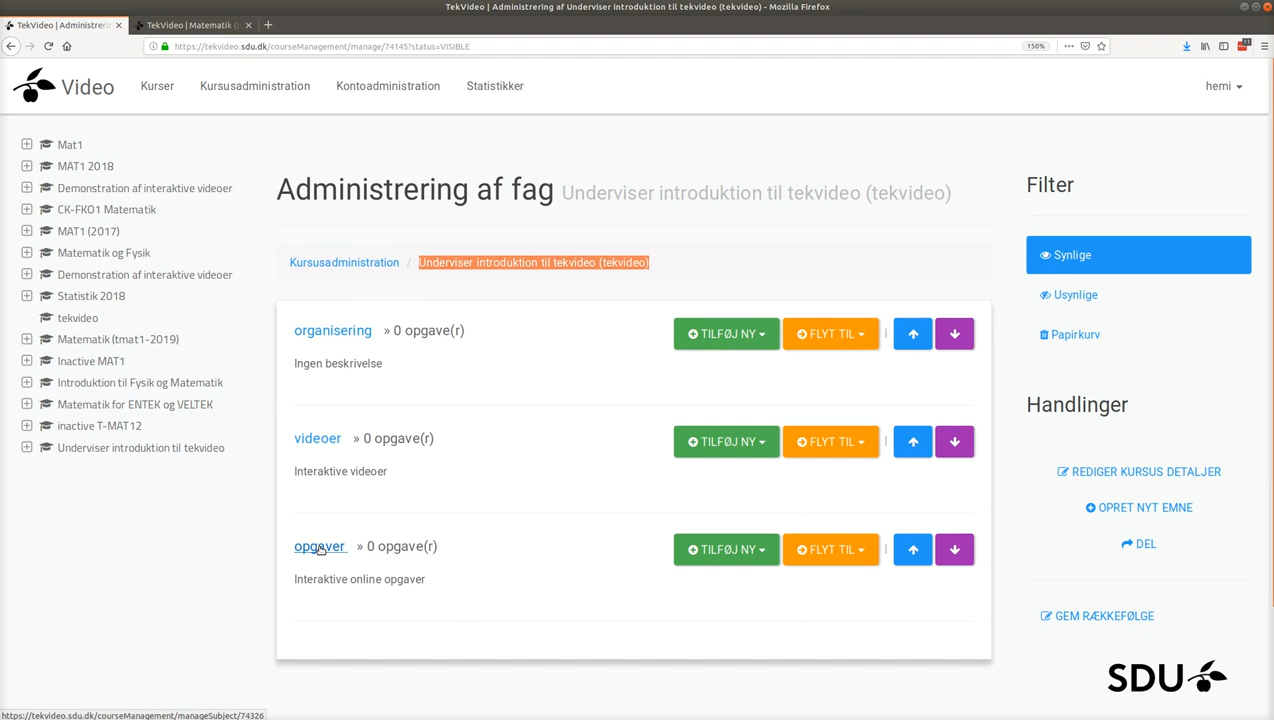 TekVideo | Administrering af Underviser introduktion til tekvideo (tekvideo) - Mozilla Firefox
TekVideo | Administrerin
TekVideo | Matematik (
https://tekvideo.sdu.dk/courseManagement/manage/74145?status=VISIBLE
150%
11
Video
Kurser
Kursusadministration
Kontoadministration
Statistikker
hemi
Mat1
MAT1 2018
Demonstration af interaktive videoer
CK-FKO1 Matematik
MAT1 (2017)
Matematik og Fysik
Demonstration af interaktive videoer
Statistik 2018
tekvideo
Matematik (tmat1-2019)
Inactive MAT1
Introduktion til Fysik og Matematik
Matematik for ENTEK og VELTEK
inactive T-MAT12
Underviser introduktion til tekvideo
Administrering af fag Underviser introduktion til tekvideo (tekvideo)
Kursusadministration / Underviser introduktion til tekvideo (tekvideo)
organisering » 0 opgave(r)
TILFØJ NY
FLYT TIL
Ingen beskrivelse
videoer » 0 opgave(r)
TILFØJ NY
FLYT TIL
Interaktive videoer
opgaver » 0 opgave(r)
TILFØJ NY
FLYT TIL
Interaktive online opgaver
Filter
Synlige
Usynlige
Papirkurv
Handlinger
REDIGER KURSUS DETALJER
OPRET NYT EMNE
DEL
GEM RÆKKEFØLGE
SDU
https://tekvideo.sdu.dk/courseManagement/manageSubject/74326